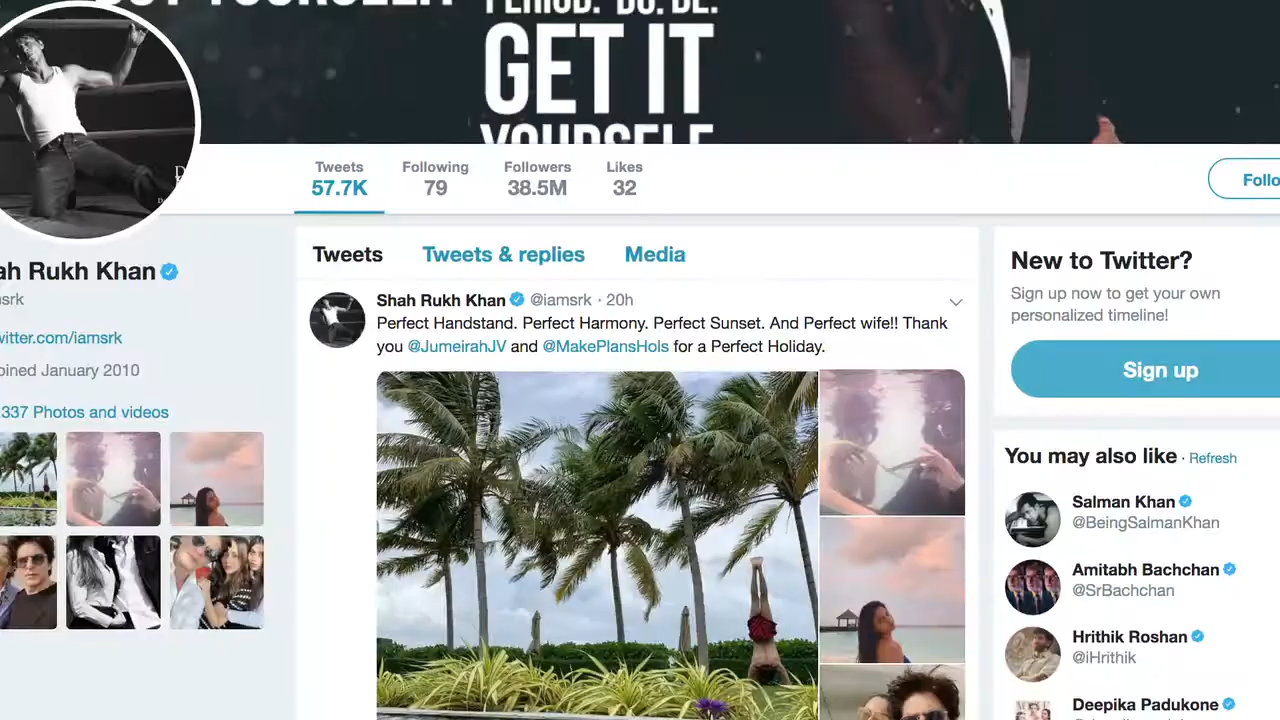 PERIOD. DO. BE.
GET IT
YOURSELF
Tweets
57.7K
Following
79
Followers
38.5M
Likes
32
Follo
ah Rukh Khan
srk
witter.com/iamsrk
oined January 2010
337 Photos and videos
Tweets
Tweets & replies
Media
Shah Rukh Khan @iamsrk · 20h
Perfect Handstand. Perfect Harmony. Perfect Sunset. And Perfect wife!! Thank
you @JumeirahJV and @MakePlansHols for a Perfect Holiday.
New to Twitter?
Sign up now to get your own
personalized timeline!
Sign up
You may also like · Refresh
Salman Khan
@BeingSalmanKhan
Amitabh Bachchan
@SrBachchan
Hrithik Roshan
@iHrithik
Deepika Padukone